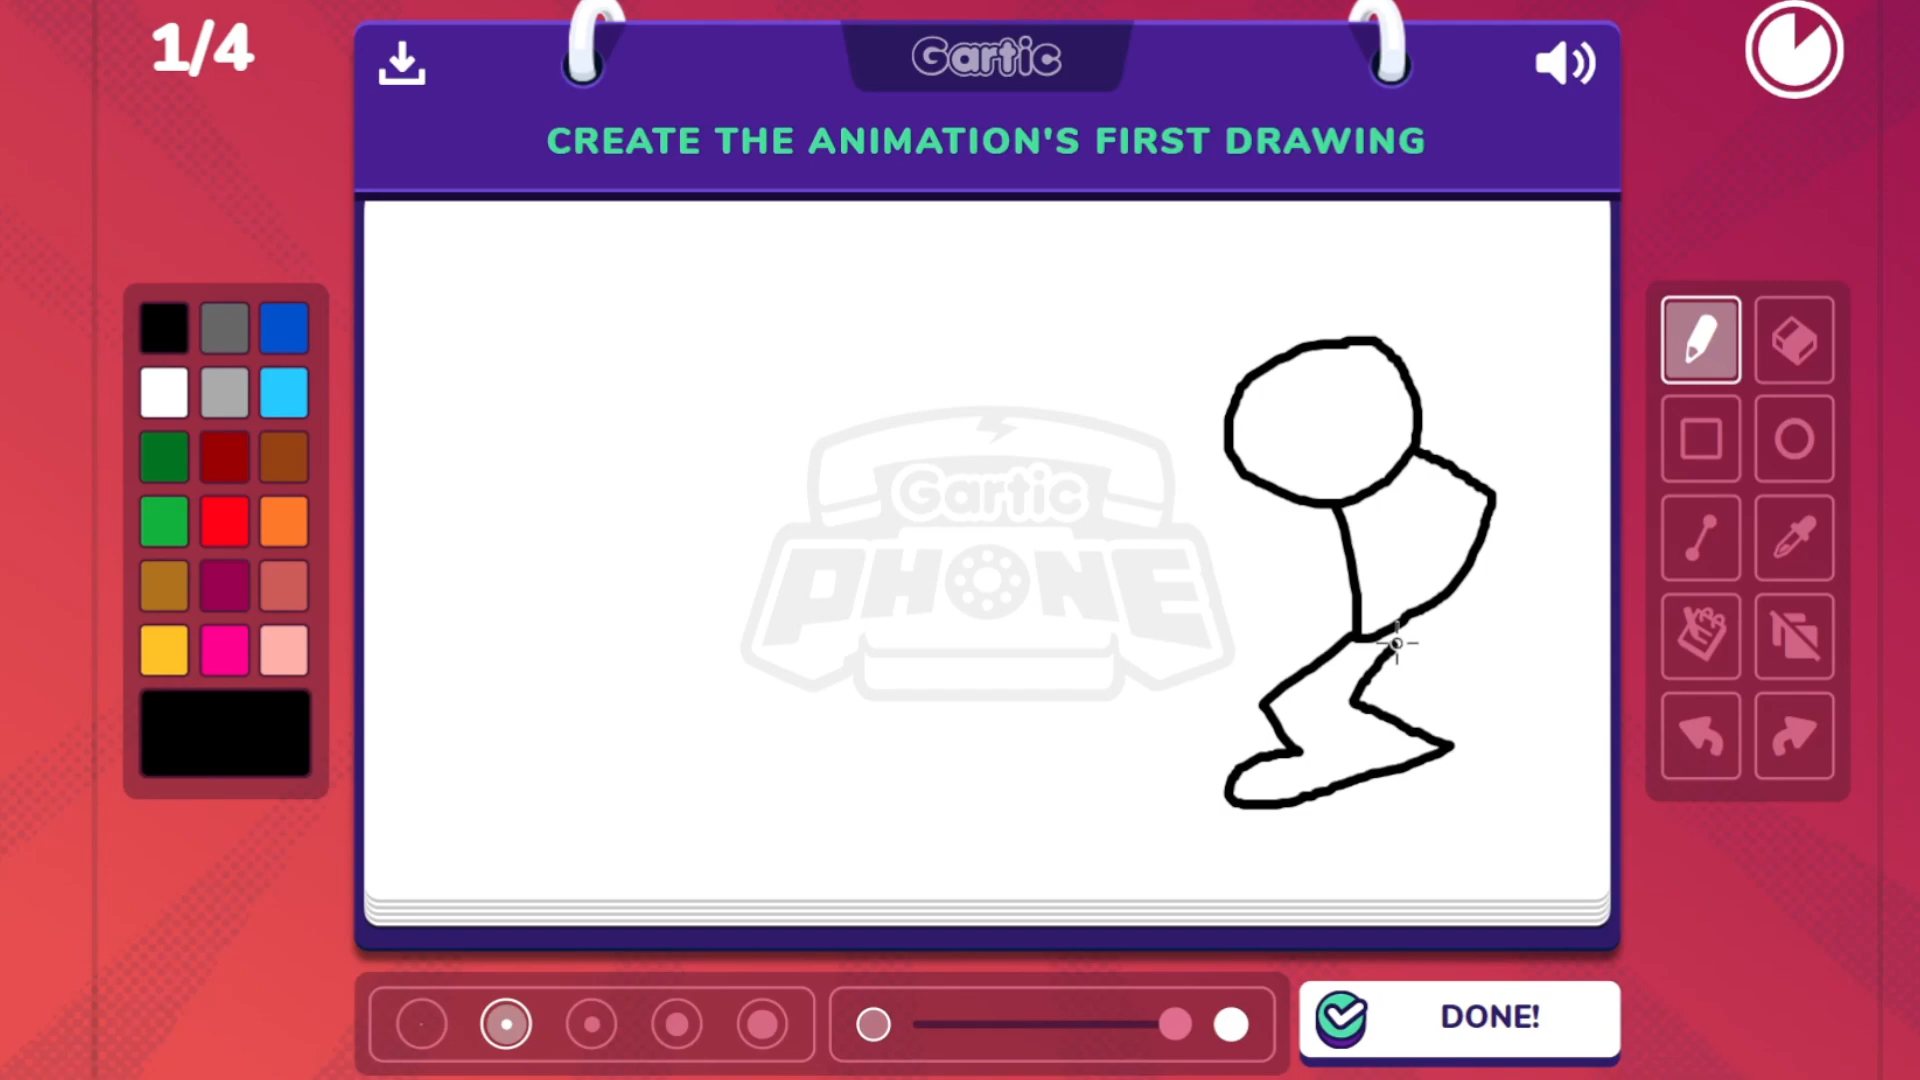 1/4
Gartic
CREATE THE ANIMATION'S FIRST DRAWING
Gartic
PHONE
DONE!